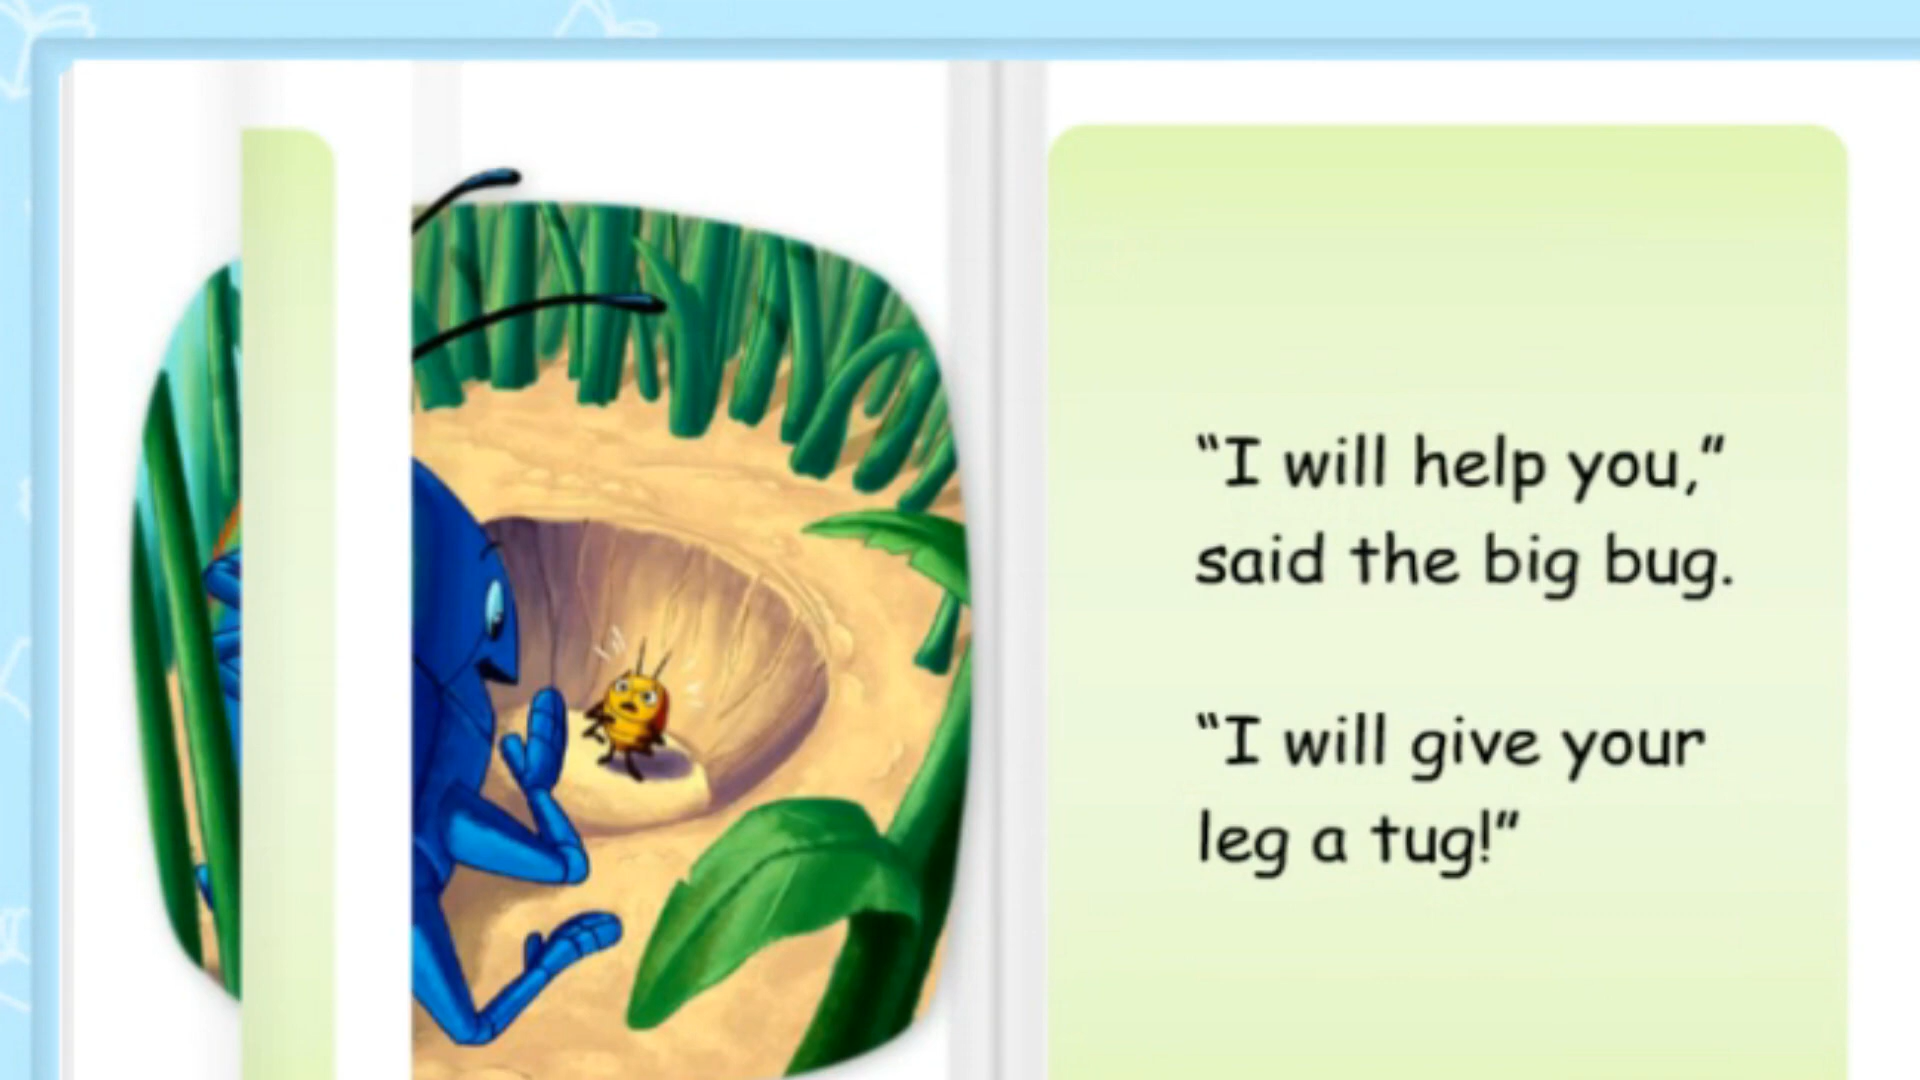 “I will help you,”
said the big bug.
“I will give your
leg a tug!”